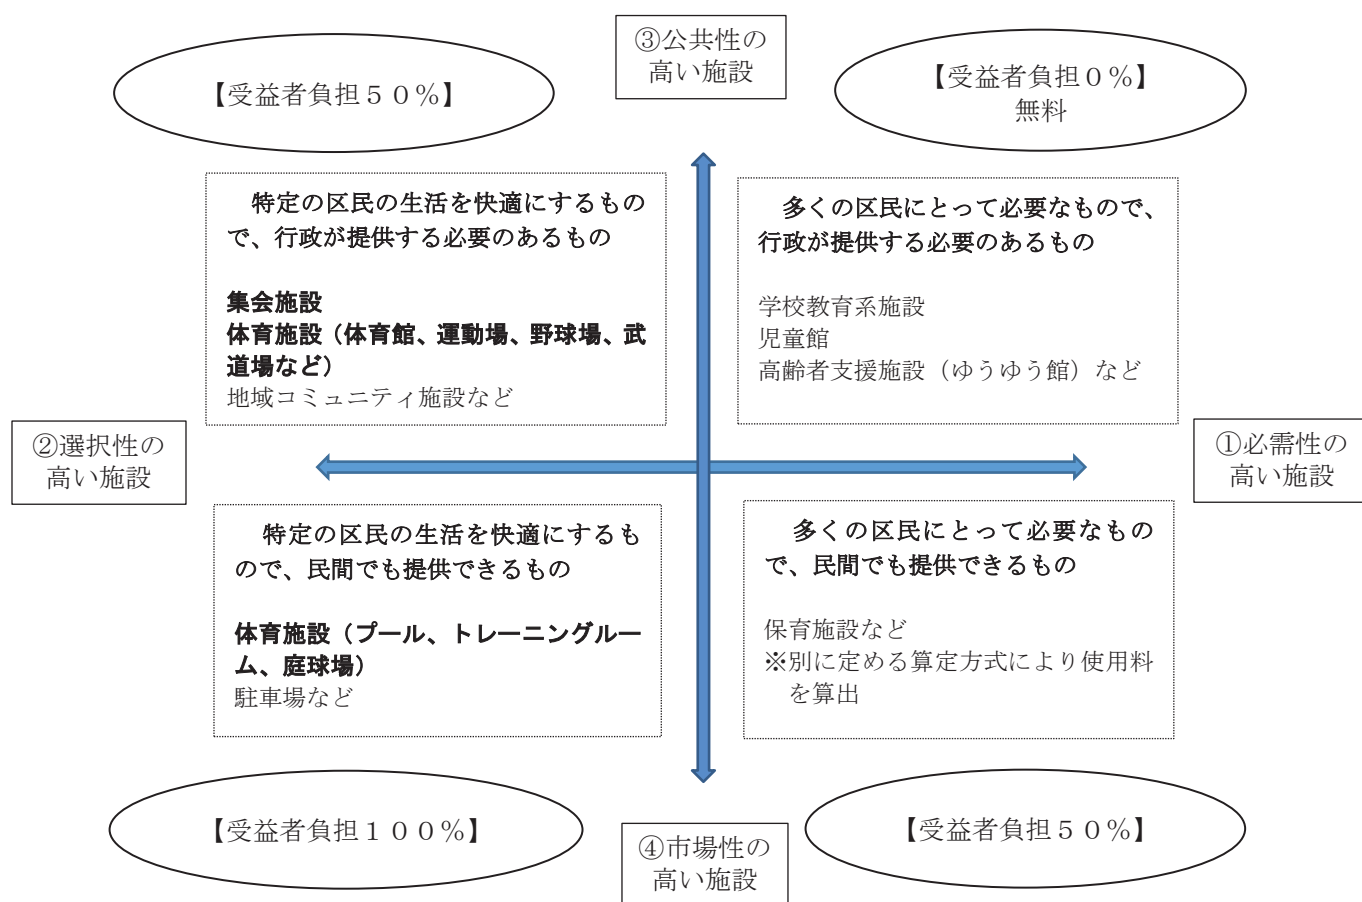 ③公共性の
高い施設
【受益者負担５０％】
【受益者負担０％】
無料
　特定の区民の生活を快適にするもの
で、行政が提供する必要のあるもの
集会施設
体育施設（体育館、運動場、野球場、武
道場など）
地域コミュニティ施設など
　多くの区民にとって必要なもので、
行政が提供する必要のあるもの
学校教育系施設
児童館
高齢者支援施設（ゆうゆう館）など
②選択性の
高い施設
①必需性の
高い施設
　特定の区民の生活を快適にするも
ので、民間でも提供できるもの
体育施設（プール、トレーニングルー
ム、庭球場）
駐車場など
　多くの区民にとって必要なもの
で、民間でも提供できるもの
保育施設など
※別に定める算定方式により使用料
を算出
【受益者負担１００％】
【受益者負担５０％】
④市場性の
高い施設